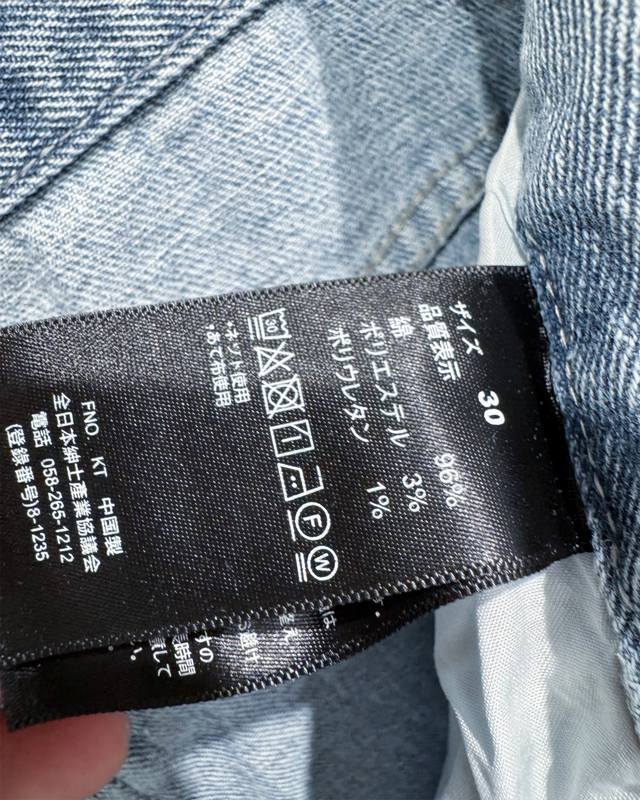 サイズ 30
品質表示
綿 96%
ポリエステル 3%
ポリウレタン 1%
30
F
W
・ネット使用
・あて布使用
FNO. KT 中国製
全日本紳士産業協議会
電話 058-265-1212
(登録番号)8-1235